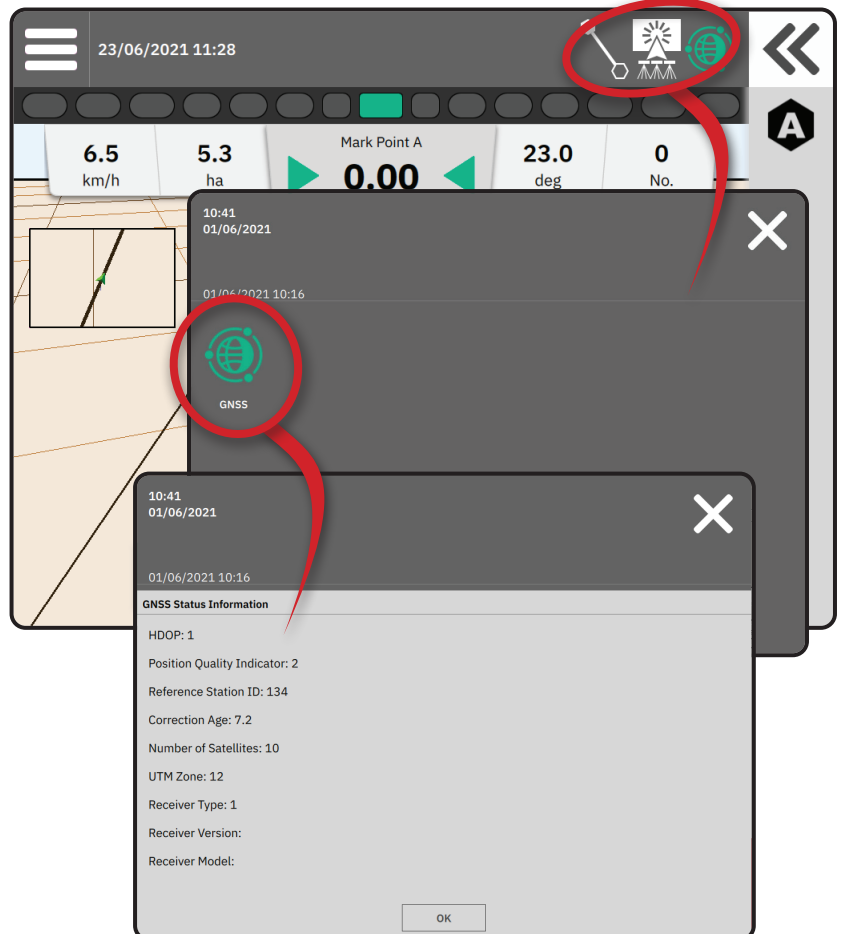 23/06/2021 11:28
A
6.5
km/h
5.3
ha
Mark Point A
0.00
23.0
deg
0
No.
10:41
01/06/2021
01/06/2021 10:16
GNSS
10:41
01/06/2021
01/06/2021 10:16
GNSS Status Information
HDOP: 1
Position Quality Indicator: 2
Reference Station ID: 134
Correction Age: 7.2
Number of Satellites: 10
UTM Zone: 12
Receiver Type: 1
Receiver Version:
Receiver Model:
OK